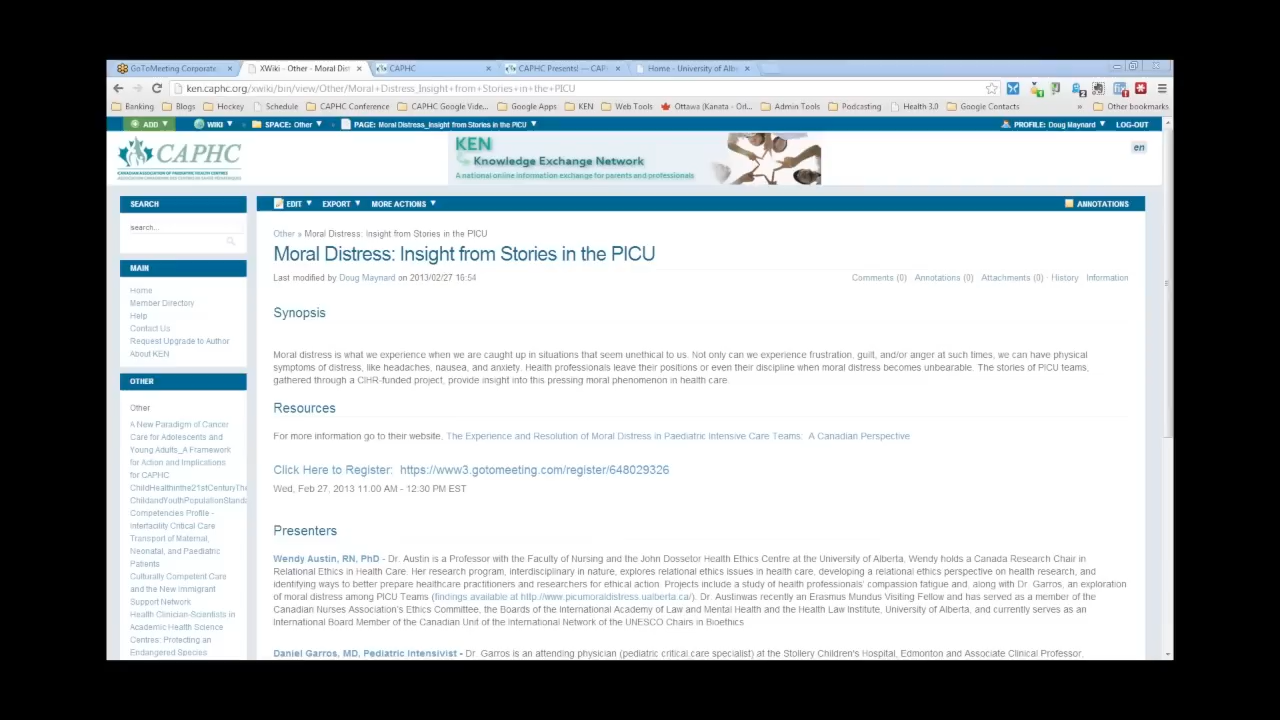 GoToMeeting Corporate × XWiki - Other - Moral Dist × CAPHC × CAPHC Presents! — CAP × Home - University of Alb ×
ken.caphc.org/xwiki/bin/view/Other/Moral+Distress_Insight+from+Stories+in+the+PICU
Banking Blogs Hockey Schedule CAPHC Conference CAPHC Google Vide... Google Apps KEN Web Tools Ottawa (Kanata - Orl... Admin Tools Podcasting Health 3.0 Google Contacts » Other bookmarks
ADD WIKI SPACE: Other PAGE: Moral Distress_Insight from Stories in the PICU PROFILE: Doug Maynard LOG-OUT
CAPHC
CANADIAN ASSOCIATION OF PAEDIATRIC HEALTH CENTRES
KEN
Knowledge Exchange Network
A national online information exchange for parents and professionals
en
SEARCH
search...
MAIN
Home
Member Directory
Help
Contact Us
Request Upgrade to Author
About KEN
OTHER
Other
A New Paradigm of Cancer
Care for Adolescents and
Young Adults_A Framework
for Action and Implications
for CAPHC
ChildHealthinthe21stCenturyThe
ChildandYouthPopulationStanda
Competencies Profile -
Interfacility Critical Care
Transport of Maternal,
Neonatal, and Paediatric
Patients
Culturally Competent Care
and the New Immigrant
Support Network
Health Clinician-Scientists in
Academic Health Science
Centres: Protecting an
Endangered Species
EDIT EXPORT MORE ACTIONS ANNOTATIONS
Other » Moral Distress: Insight from Stories in the PICU
Moral Distress: Insight from Stories in the PICU
Last modified by Doug Maynard on 2013/02/27 16:54 Comments (0) Annotations (0) Attachments (0) · History Information
Synopsis
Moral distress is what we experience when we are caught up in situations that seem unethical to us. Not only can we experience frustration, guilt, and/or anger at such times, we can have physical
symptoms of distress, like headaches, nausea, and anxiety. Health professionals leave their positions or even their discipline when moral distress becomes unbearable. The stories of PICU teams,
gathered through a CIHR-funded project, provide insight into this pressing moral phenomenon in health care.
Resources
For more information go to their website, The Experience and Resolution of Moral Distress in Paediatric Intensive Care Teams: A Canadian Perspective
Click Here to Register: https://www3.gotomeeting.com/register/648029326
Wed, Feb 27, 2013 11:00 AM - 12:30 PM EST
Presenters
Wendy Austin, RN, PhD - Dr. Austin is a Professor with the Faculty of Nursing and the John Dossetor Health Ethics Centre at the University of Alberta. Wendy holds a Canada Research Chair in
Relational Ethics in Health Care. Her research program, interdisciplinary in nature, explores relational ethics issues in health care, developing a relational ethics perspective on health research, and
identifying ways to better prepare healthcare practitioners and researchers for ethical action. Projects include a study of health professionals' compassion fatigue and, along with Dr. Garros, an exploration
of moral distress among PICU Teams (findings available at http://www.picumoraldistress.ualberta.ca/). Dr. Austinwas recently an Erasmus Mundus Visiting Fellow and has served as a member of the
Canadian Nurses Association's Ethics Committee, the Boards of the International Academy of Law and Mental Health and the Health Law Institute, University of Alberta, and currently serves as an
International Board Member of the Canadian Unit of the International Network of the UNESCO Chairs in Bioethics
Daniel Garros, MD, Pediatric Intensivist - Dr. Garros is an attending physician (pediatric critical care specialist) at the Stollery Children's Hospital, Edmonton and Associate Clinical Professor,